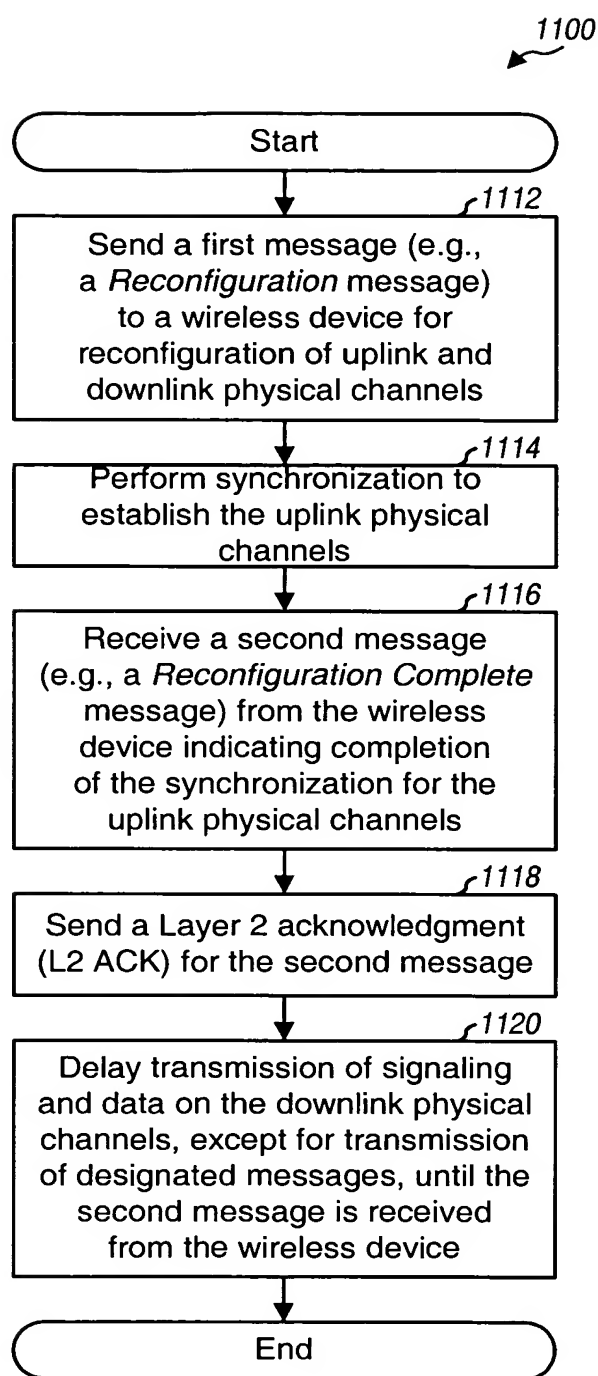 1100
Start
1112
Send a first message (e.g.,
a Reconfiguration message)
to a wireless device for
reconfiguration of uplink and
downlink physical channels
1114
Perform synchronization to
establish the uplink physical
channels
1116
Receive a second message
(e.g., a Reconfiguration Complete
message) from the wireless
device indicating completion
of the synchronization for the
uplink physical channels
1118
Send a Layer 2 acknowledgment
(L2 ACK) for the second message
1120
Delay transmission of signaling
and data on the downlink physical
channels, except for transmission
of designated messages, until the
second message is received
from the wireless device
End